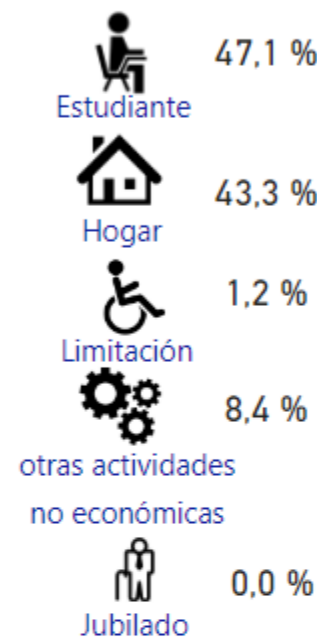 47,1 %
Estudiante
43,3 %
Hogar
1,2 %
Limitación
8,4 %
otras actividades
no económicas
0,0 %
Jubilado